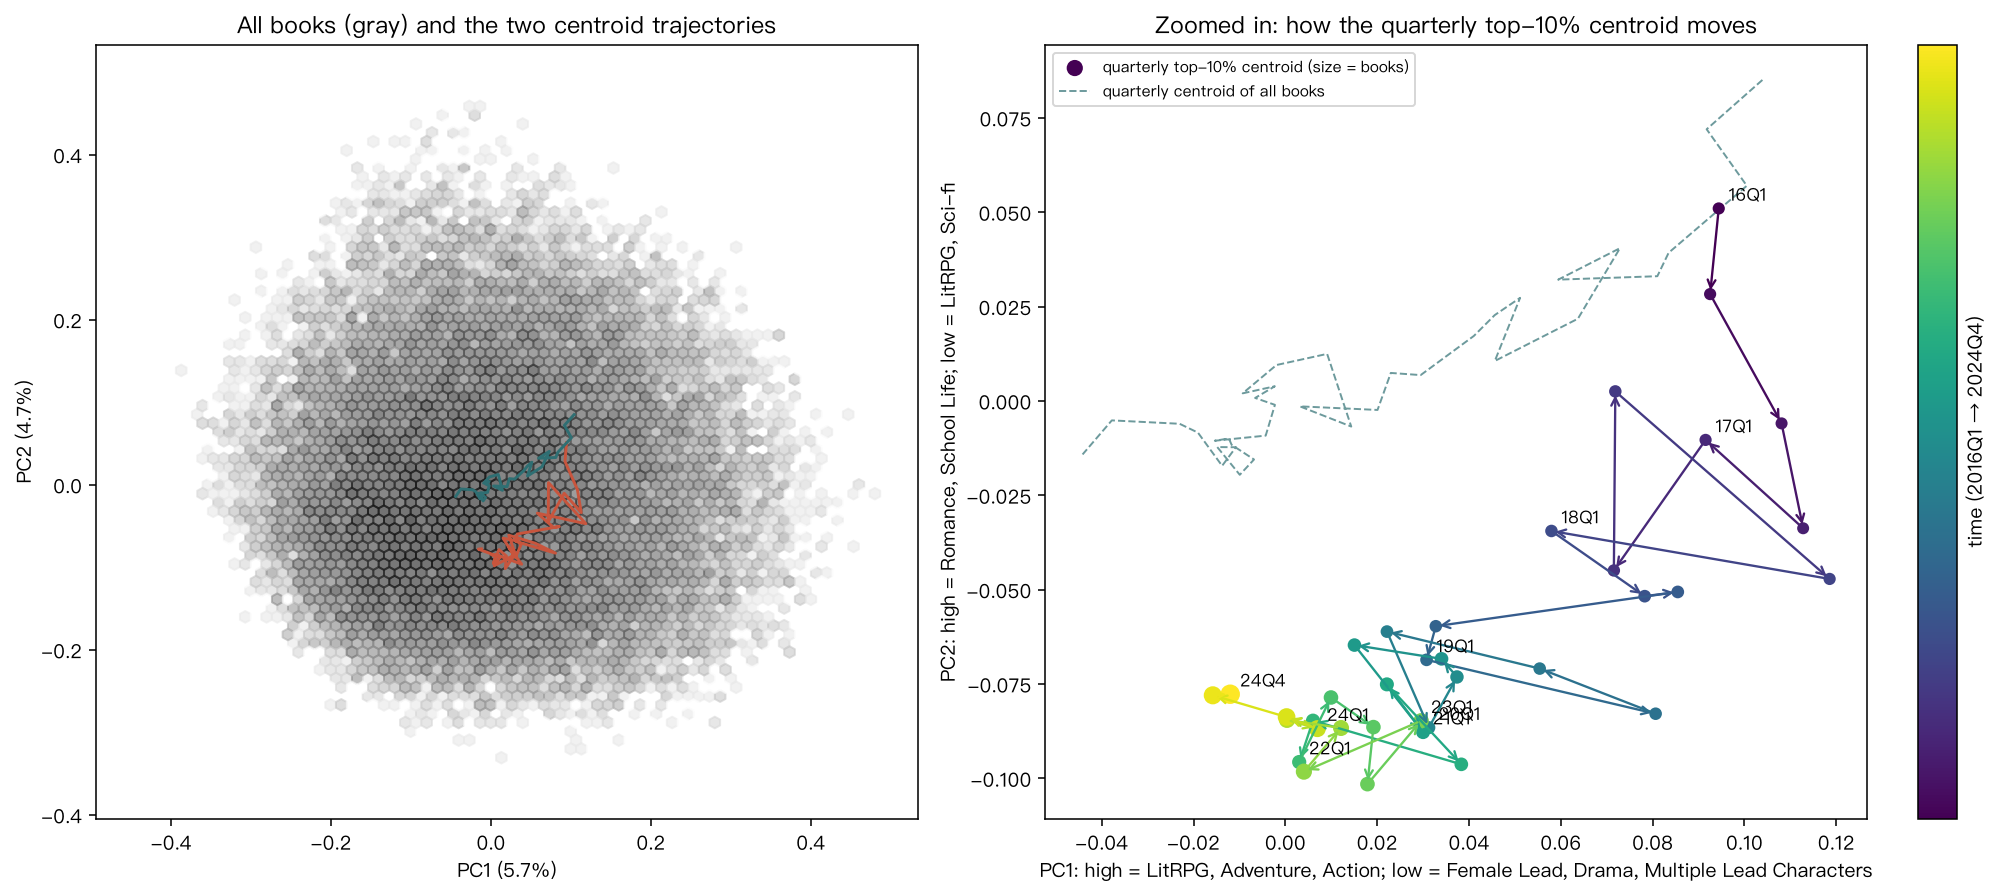 All books (gray) and the two centroid trajectories
0.4
0.2
0.0
−0.2
−0.4
−0.4
−0.2
0.0
0.2
0.4
PC2 (4.7%)
PC1 (5.7%)
Zoomed in: how the quarterly top–10% centroid moves
quarterly top–10% centroid (size = books)
quarterly centroid of all books
0.075
0.050
0.025
0.000
−0.025
−0.050
−0.075
−0.100
−0.04
−0.02
0.00
0.02
0.04
0.06
0.08
0.10
0.12
PC2: high = Romance, School Life; low = LitRPG, Sci–fi
PC1: high = LitRPG, Adventure, Action; low = Female Lead, Drama, Multiple Lead Characters
16Q1
17Q1
18Q1
19Q1
24Q4
23Q1
20Q1
24Q1
21Q1
22Q1
time (2016Q1 → 2024Q4)